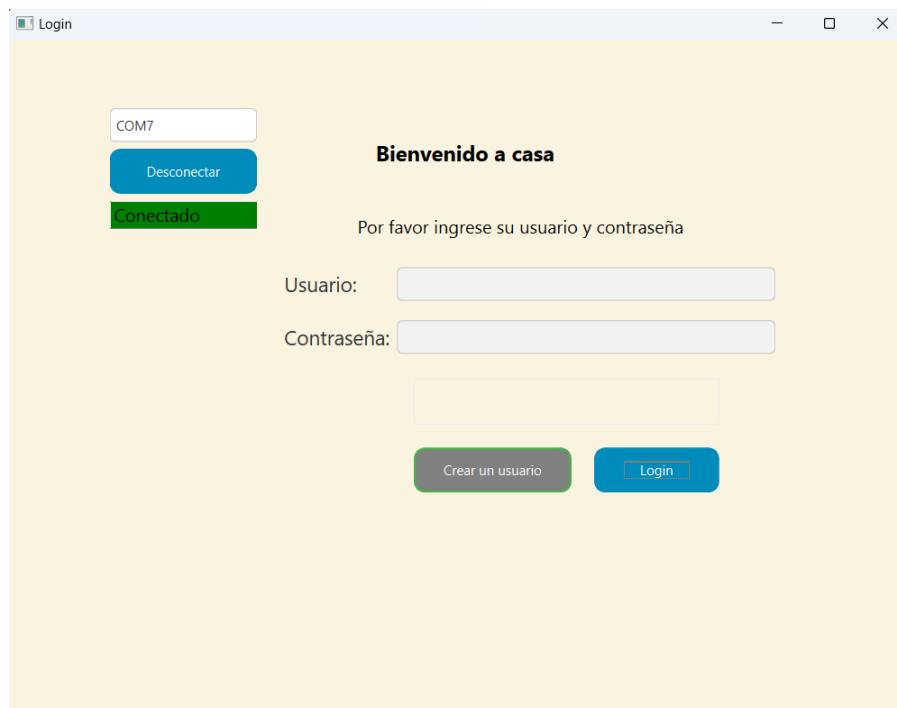 Login
COM7
Desconectar
Conectado
Bienvenido a casa
Por favor ingrese su usuario y contraseña
Usuario:
Contraseña:
Crear un usuario
Login